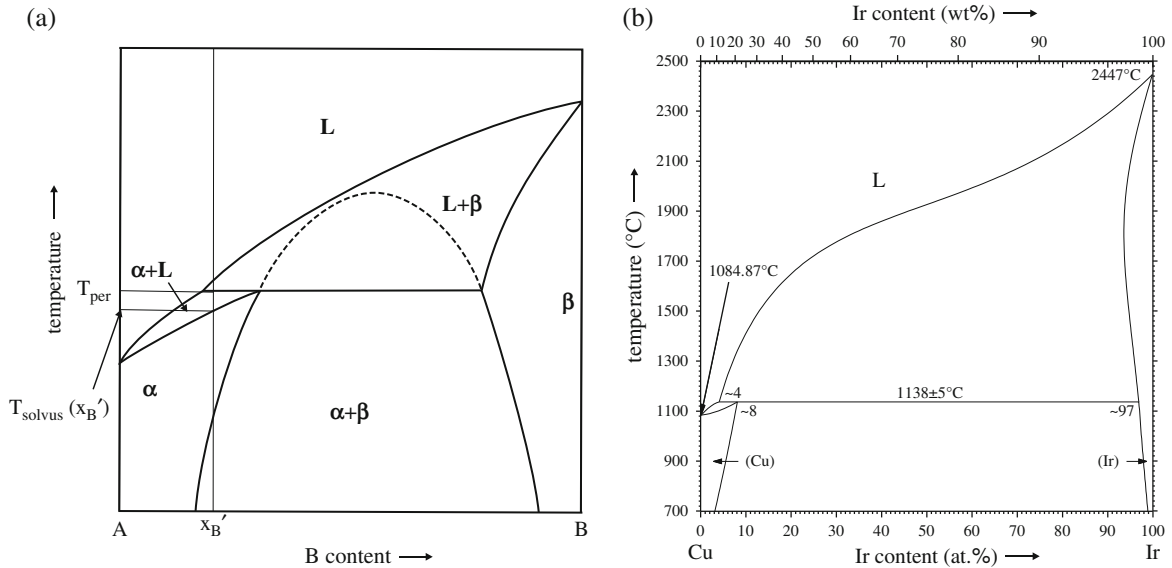 (a)
L
L+β
α+L
T_per
temperature
β
α
T_solvus (x_B′)
α+β
A
x_B′
B
B content
(b)
Ir content (wt%)
0 10 20 30 40 50 60 70 80 90 100
2500
2300
2100
1900
1700
1500
1300
1100
900
700
temperature (°C)
2447°C
L
1084.87°C
~4
1138±5°C
~8
~97
(Cu)
(Ir)
0 10 20 30 40 50 60 70 80 90 100
Cu
Ir content (at.%)
Ir